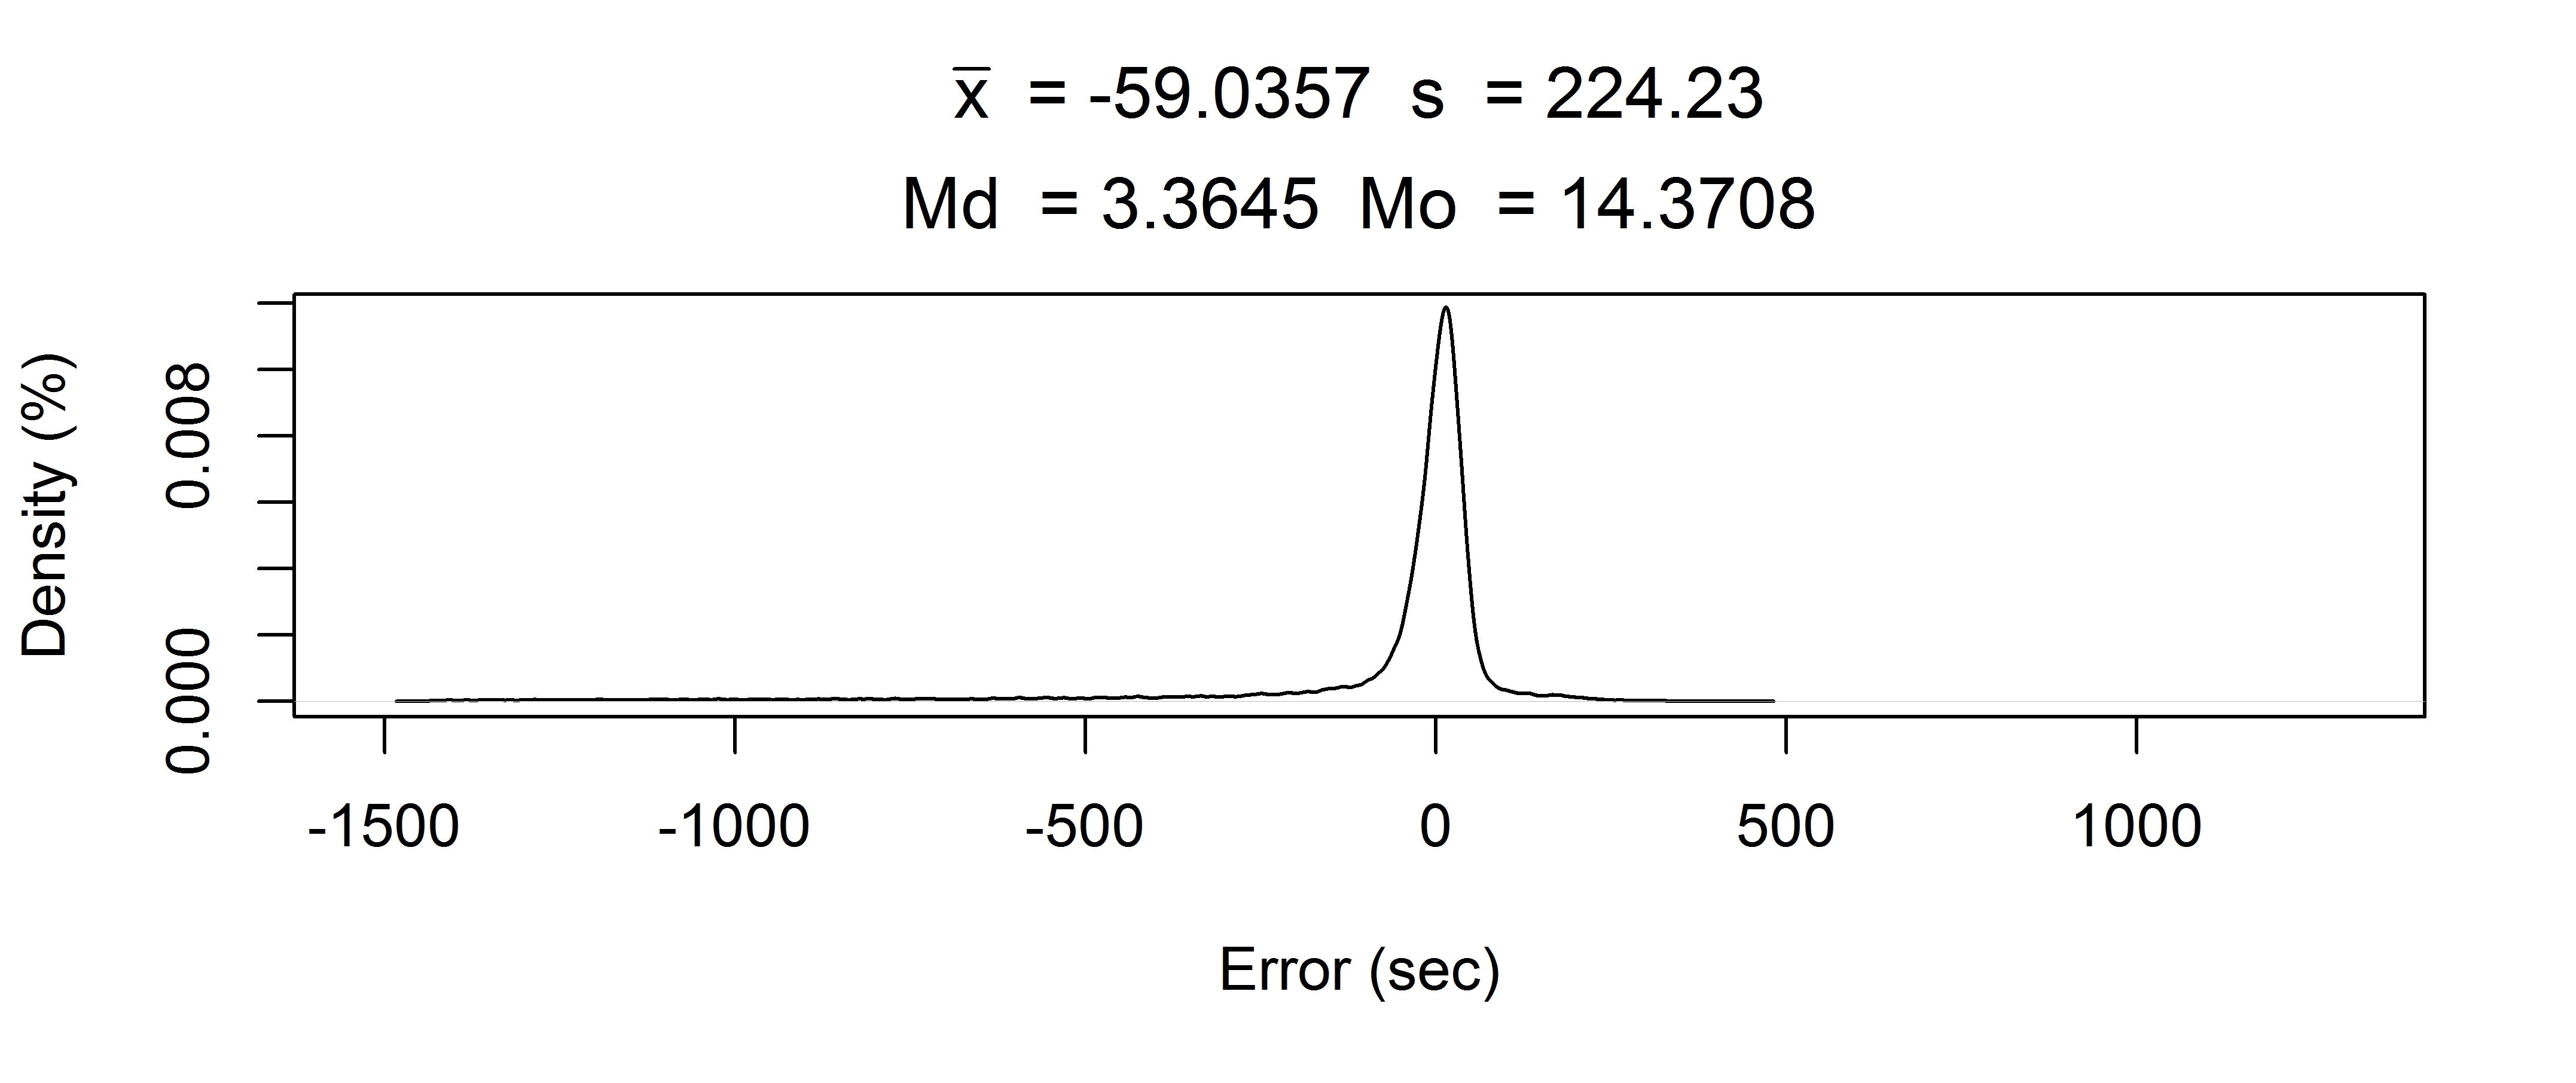 x̅ = -59.0357 s = 224.23
Md = 3.3645 Mo = 14.3708
Density (%)
0.008
0.000
-1500 -1000 -500 0 500 1000
Error (sec)